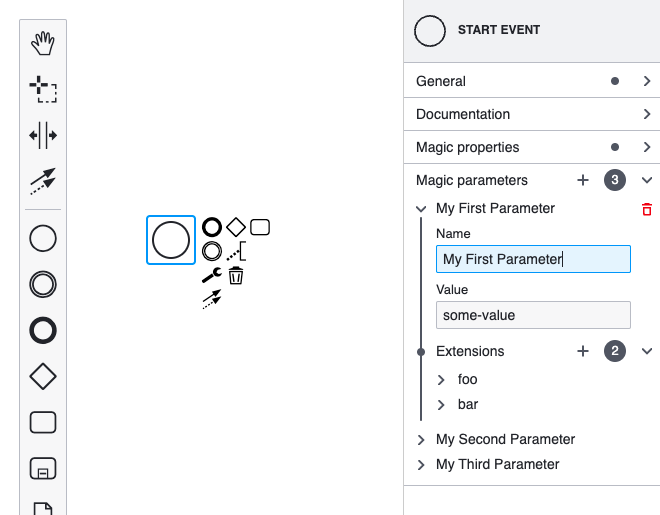 START EVENT
General
Documentation
Magic properties
Magic parameters 3
My First Parameter
Name
My First Parameter
Value
some-value
Extensions 2
foo
bar
My Second Parameter
My Third Parameter